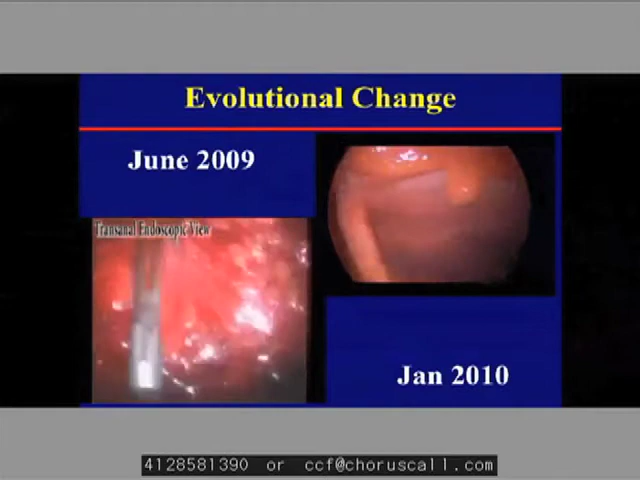 Evolutional Change
June 2009
Transanal Endoscopic View
Jan 2010
4128581390 or ccf@choruscall.com